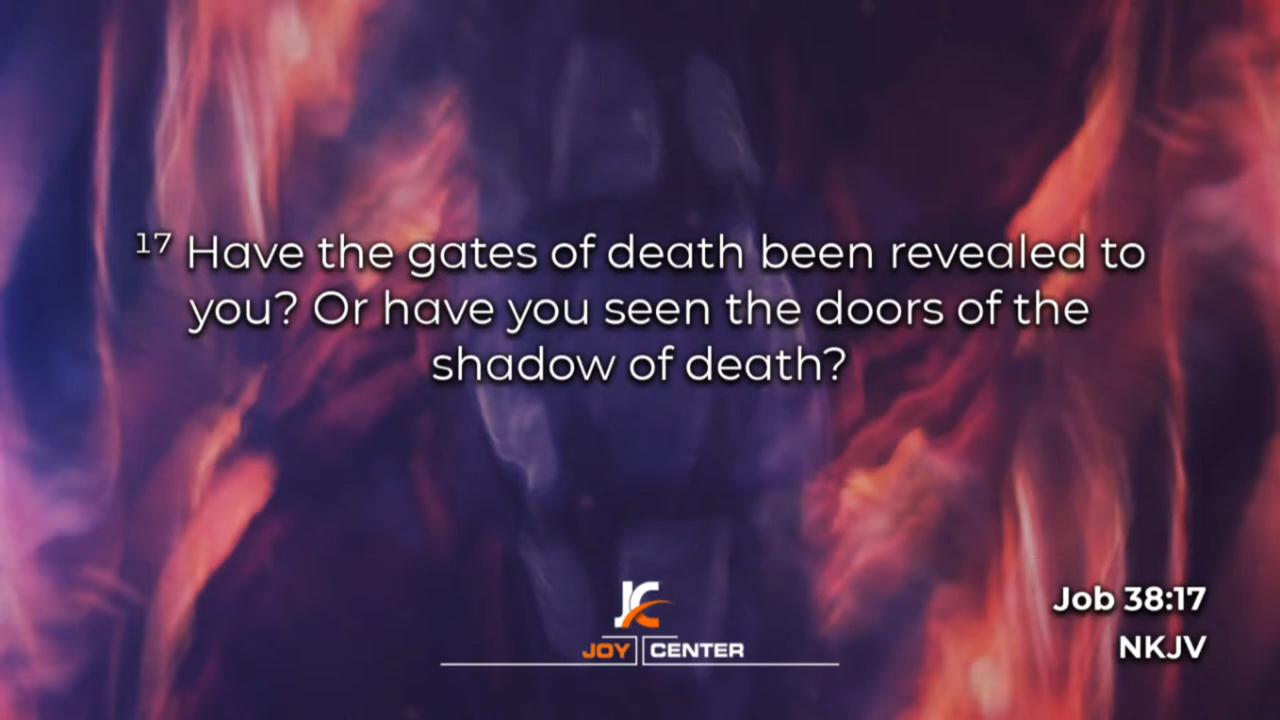 ¹⁷ Have the gates of death been revealed to
you? Or have you seen the doors of the
shadow of death?
JC
JOY CENTER
Job 38:17
NKJV